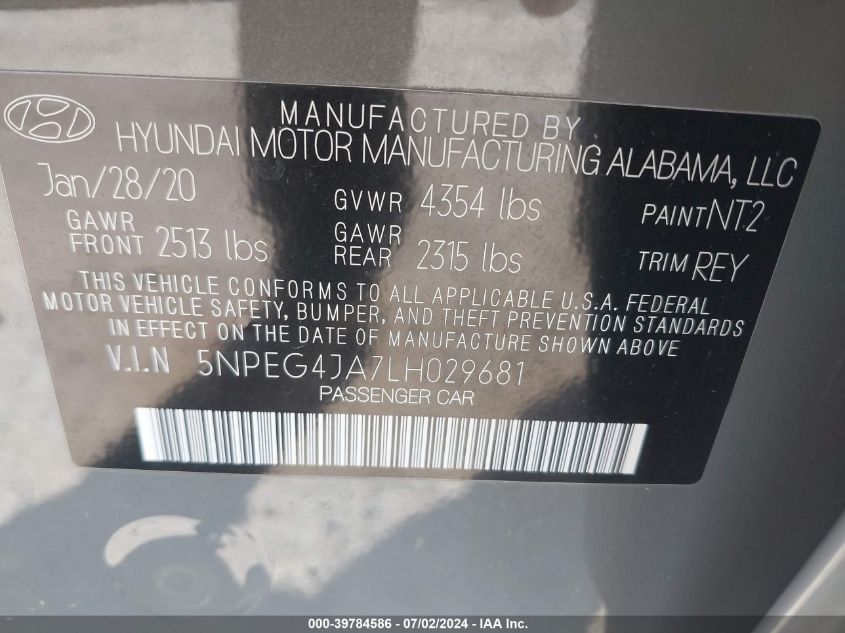 MANUFACTURED BY
HYUNDAI MOTOR MANUFACTURING ALABAMA, LLC
Jan/28/20 GVWR 4354 lbs PAINT NT2
GAWR FRONT 2513 lbs GAWR REAR 2315 lbs TRIM REY
THIS VEHICLE CONFORMS TO ALL APPLICABLE U.S.A. FEDERAL
MOTOR VEHICLE SAFETY, BUMPER, AND THEFT PREVENTION STANDARDS
IN EFFECT ON THE DATE OF MANUFACTURE SHOWN ABOVE
V.I.N 5NPEG4JA7LH029681
PASSENGER CAR
000-39784586 - 07/02/2024 - IAA Inc.